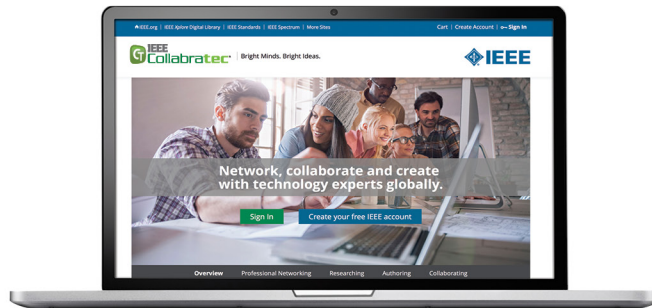 IEEE.org | IEEE Xplore Digital Library | IEEE Standards | IEEE Spectrum | More Sites
Cart | Create Account | Sign In
IEEE
Collabratec
Bright Minds. Bright Ideas.
IEEE
Network, collaborate and create
with technology experts globally.
Sign In
Create your free IEEE account
Overview Professional Networking Researching Authoring Collaborating